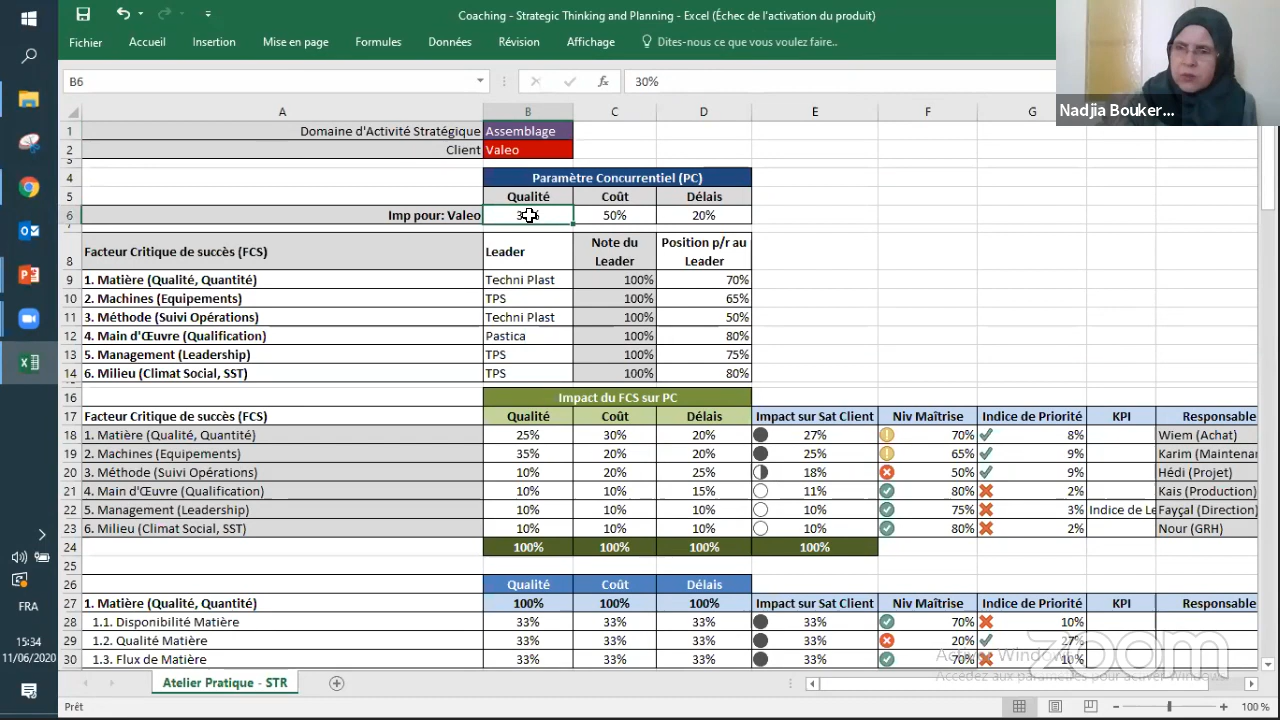 Coaching - Strategic Thinking and Planning - Excel (Échec de l'activation du produit)
Fichier Accueil Insertion Mise en page Formules Données Révision Affichage Dites-nous ce que vous voulez faire..
Nadjia Bouker...
B6 fx 30%
A B C D E F G H I
1 Domaine d'Activité Stratégique Assemblage
2 Client Valeo
3
4 Paramètre Concurrentiel (PC)
5 Qualité Coût Délais
6 Imp pour: Valeo 50% 20%
7
8 Facteur Critique de succès (FCS) Leader Note du Leader Position p/r au Leader
9 1. Matière (Qualité, Quantité) Techni Plast 100% 70%
10 2. Machines (Equipements) TPS 100% 65%
11 3. Méthode (Suivi Opérations) Techni Plast 100% 50%
12 4. Main d'Œuvre (Qualification) Pastica 100% 80%
13 5. Management (Leadership) TPS 100% 75%
14 6. Milieu (Climat Social, SST) TPS 100% 80%
16 Impact du FCS sur PC
17 Facteur Critique de succès (FCS) Qualité Coût Délais Impact sur Sat Client Niv Maîtrise Indice de Priorité KPI Responsable
18 1. Matière (Qualité, Quantité) 25% 30% 20% 27% 70% 8% Wiem (Achat)
19 2. Machines (Equipements) 35% 20% 20% 25% 65% 9% Karim (Maintenan
20 3. Méthode (Suivi Opérations) 10% 20% 25% 18% 50% 9% Hédi (Projet)
21 4. Main d'Œuvre (Qualification) 10% 10% 15% 11% 80% 2% Kais (Production)
22 5. Management (Leadership) 10% 10% 10% 10% 75% 3% Indice de Le Fayçal (Direction)
23 6. Milieu (Climat Social, SST) 10% 10% 10% 10% 80% 2% Nour (GRH)
24 100% 100% 100% 100%
25
26 Qualité Coût Délais
27 1. Matière (Qualité, Quantité) 100% 100% 100% Impact sur Sat Client Niv Maîtrise Indice de Priorité KPI Responsable
28 1.1. Disponibilité Matière 33% 33% 33% 33% 70% 10%
29 1.2. Qualité Matière 33% 33% 33% 33% 20% 27%
30 1.3. Flux de Matière 33% 33% 33% 33% 70% 10%
Activer Windows
Accédez aux paramètres pour activer Windows.
zoom
Atelier Pratique - STR
Prêt 100 %
FRA
15:34
11/06/2020